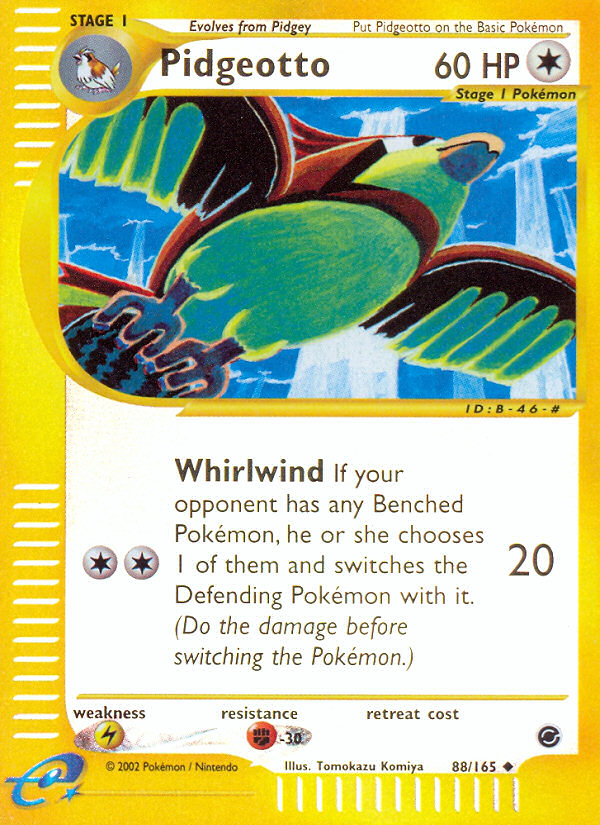 STAGE 1
Evolves from Pidgey
Put Pidgeotto on the Basic Pokémon
Pidgeotto
60 HP
Stage 1 Pokémon
ID:B-46-#
Whirlwind If your
opponent has any Benched
Pokémon, he or she chooses
1 of them and switches the
Defending Pokémon with it.
(Do the damage before
switching the Pokémon.)
20
weakness
resistance
retreat cost
-30
© 2002 Pokémon / Nintendo
Illus. Tomokazu Komiya
88/165
e